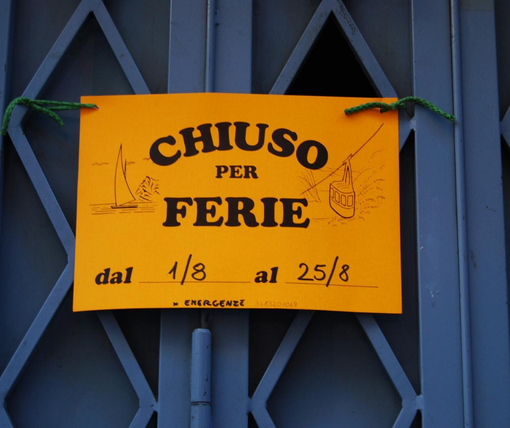 CHIUSO
PER
FERIE
dal 1/8 al 25/8
EMERGENZE